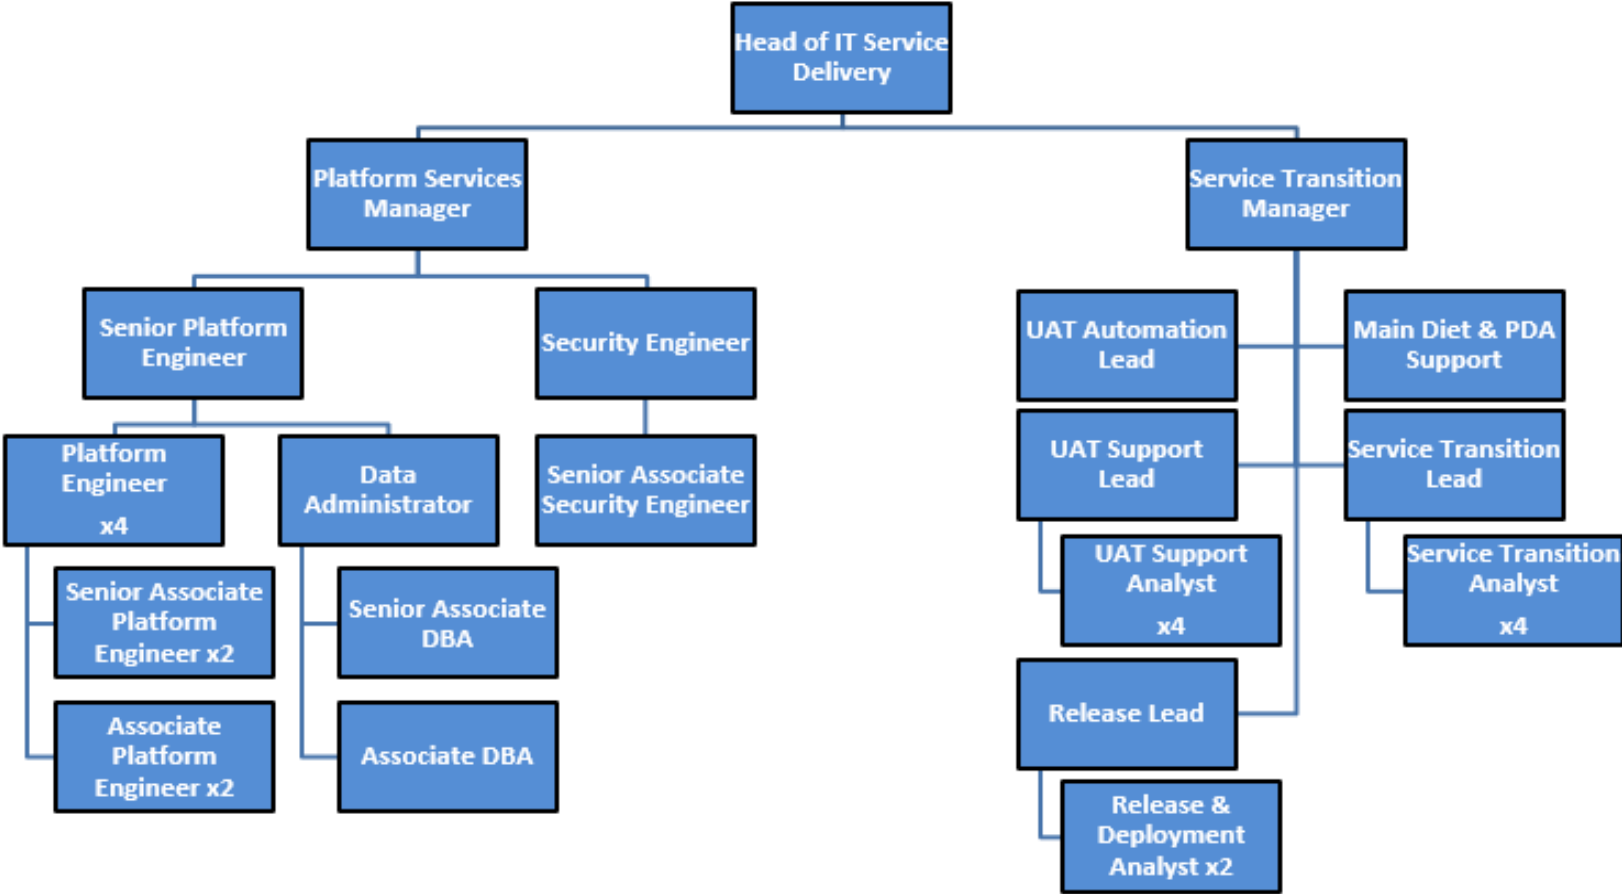 Head of IT Service
Delivery
Platform Services
Manager
Service Transition
Manager
Senior Platform
Engineer
Security Engineer
UAT Automation
Lead
Main Diet & PDA
Support
Platform
Engineer
x4
Data
Administrator
Senior Associate
Security Engineer
UAT Support
Lead
Service Transition
Lead
Senior Associate
Platform
Engineer x2
Senior Associate
DBA
UAT Support
Analyst
x4
Service Transition
Analyst
x4
Associate
Platform
Engineer x2
Associate DBA
Release Lead
Release &
Deployment
Analyst x2